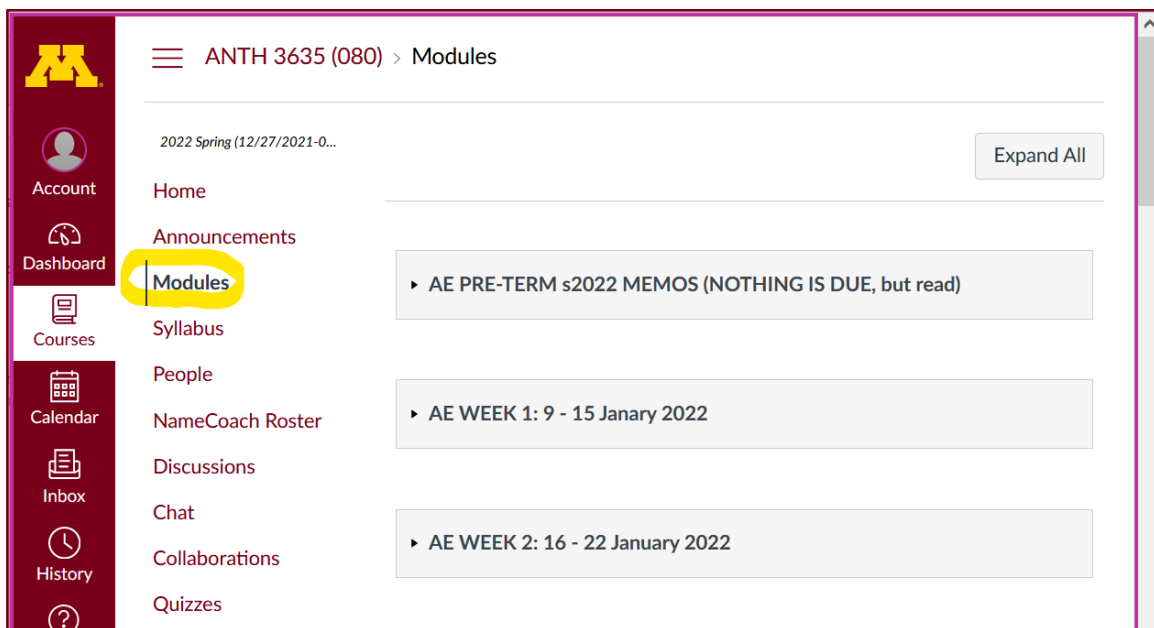 M
ANTH 3635 (080) > Modules
Account
Dashboard
Courses
Calendar
Inbox
History
2022 Spring (12/27/2021-0...
Home
Announcements
Modules
Syllabus
People
NameCoach Roster
Discussions
Chat
Collaborations
Quizzes
Expand All
AE PRE-TERM s2022 MEMOS (NOTHING IS DUE, but read)
AE WEEK 1: 9 - 15 Janary 2022
AE WEEK 2: 16 - 22 January 2022